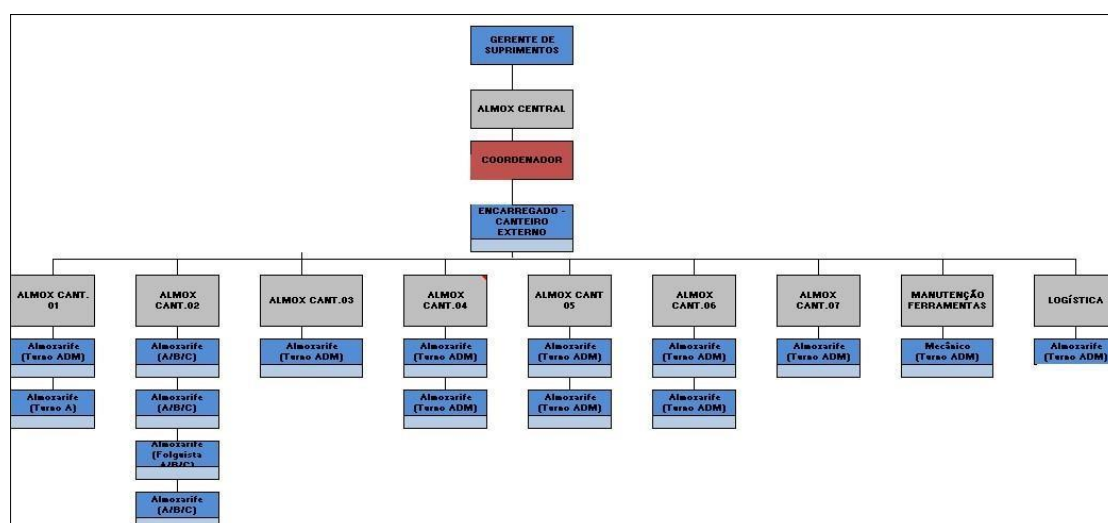 GERENTE DE
SUPRIMENTOS
ALMOX CENTRAL
COORDENADOR
ENCARREGADO -
CANTEIRO
EXTERNO
ALMOX CANT.
01
ALMOX
CANT.02
ALMOX CANT.03
ALMOX
CANT.04
ALMOX CANT
05
ALMOX
CANT.06
ALMOX
CANT.07
MANUTENÇÃO
FERRAMENTAS
LOGÍSTICA
Almoxarife
(Turno ADM)
Almoxarife
(A/B/C)
Almoxarife
(Turno ADM)
Almoxarife
(Turno ADM)
Almoxarife
(Turno ADM)
Almoxarife
(Turno ADM)
Almoxarife
(Turno ADM)
Mecânico
(Turno ADM)
Almoxarife
(Turno ADM)
Almoxarife
(Turno A)
Almoxarife
(A/B/C)
Almoxarife
(Turno ADM)
Almoxarife
(Turno ADM)
Almoxarife
(Turno ADM)
Almoxarife
(Folguista
A/B/C)
Almoxarife
(A/B/C)